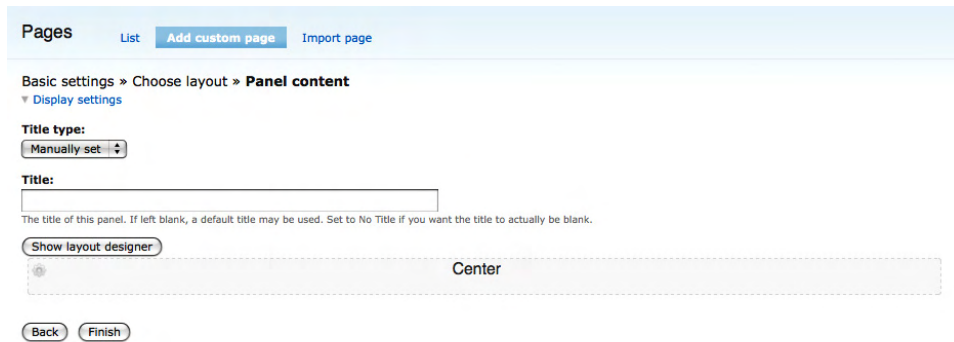 Pages List Add custom page Import page
Basic settings » Choose layout » Panel content
Display settings
Title type:
Manually set
Title:
The title of this panel. If left blank, a default title may be used. Set to No Title if you want the title to actually be blank.
Show layout designer
Center
Back Finish